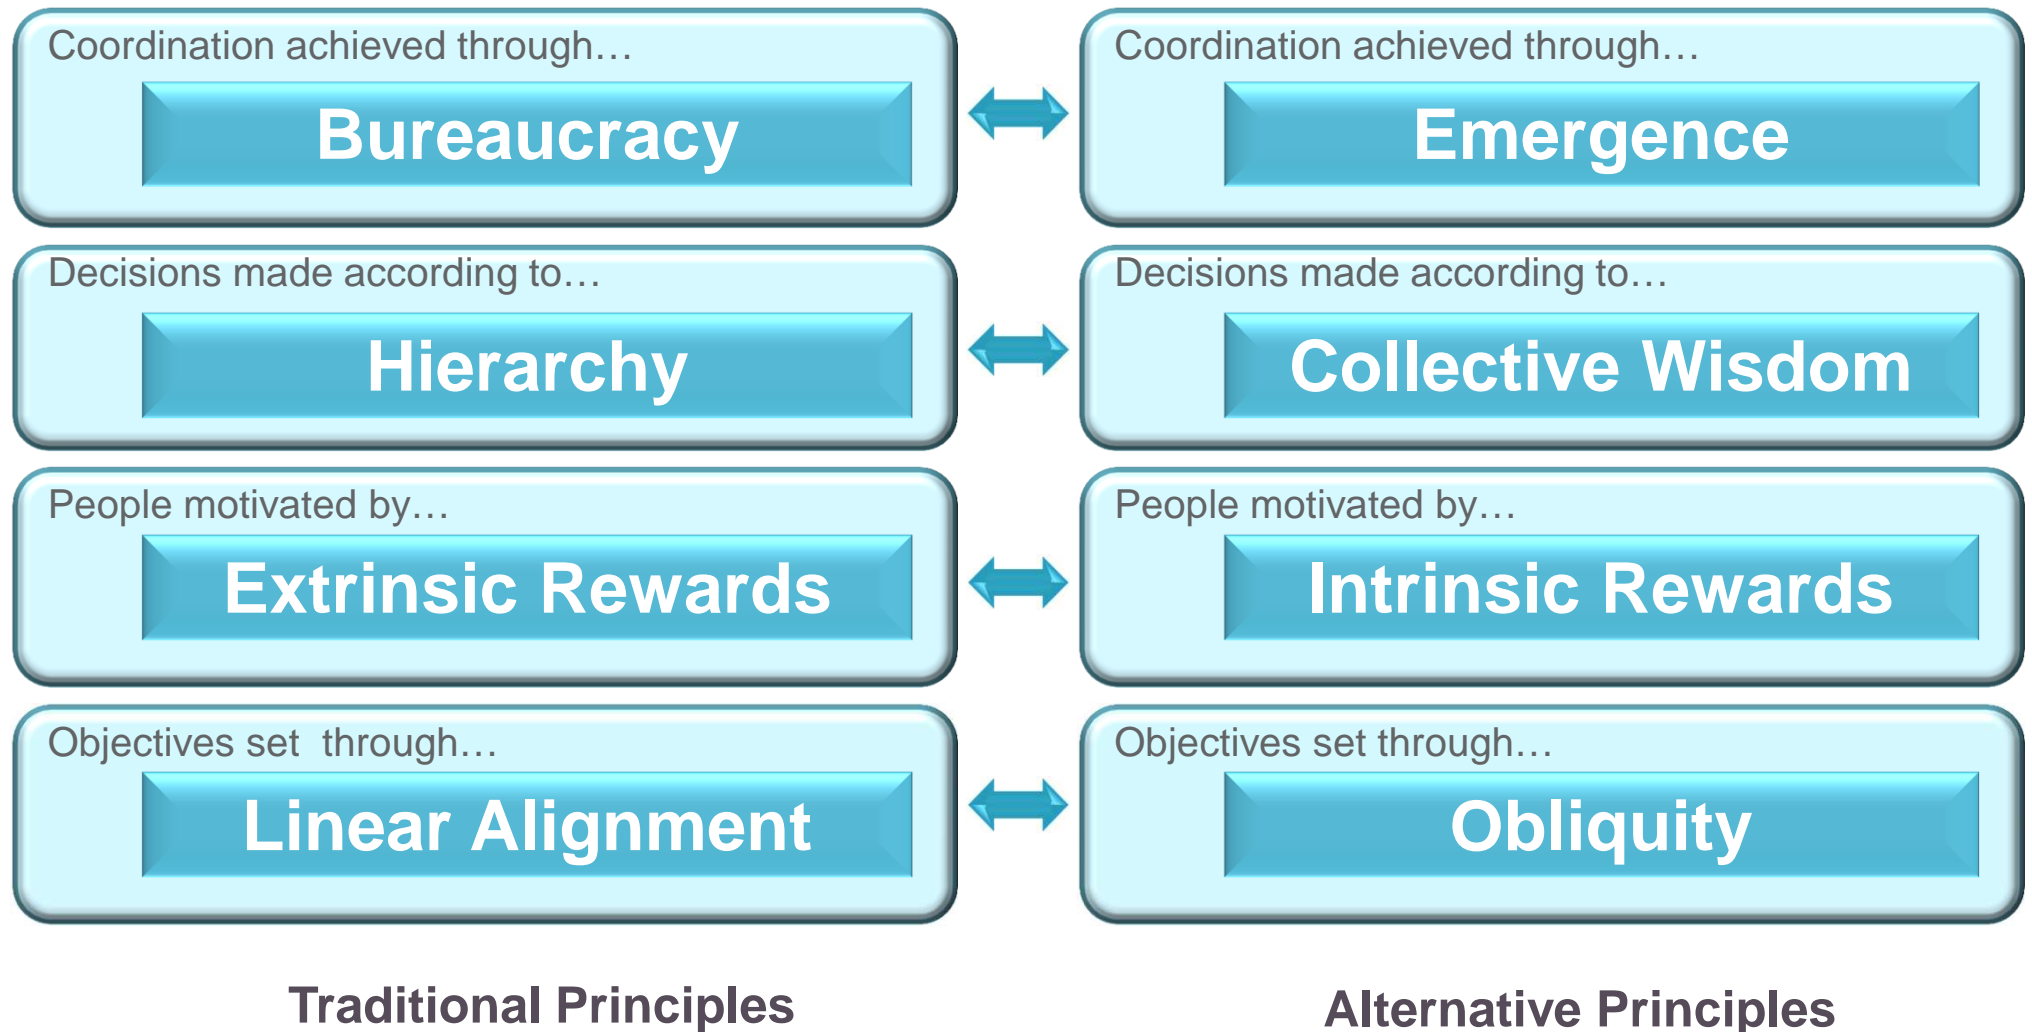 Coordination achieved through…
Bureaucracy
Coordination achieved through…
Emergence
Decisions made according to…
Hierarchy
Decisions made according to…
Collective Wisdom
People motivated by…
Extrinsic Rewards
People motivated by…
Intrinsic Rewards
Objectives set  through…
Linear Alignment
Objectives set through…
Obliquity
Traditional Principles
Alternative Principles